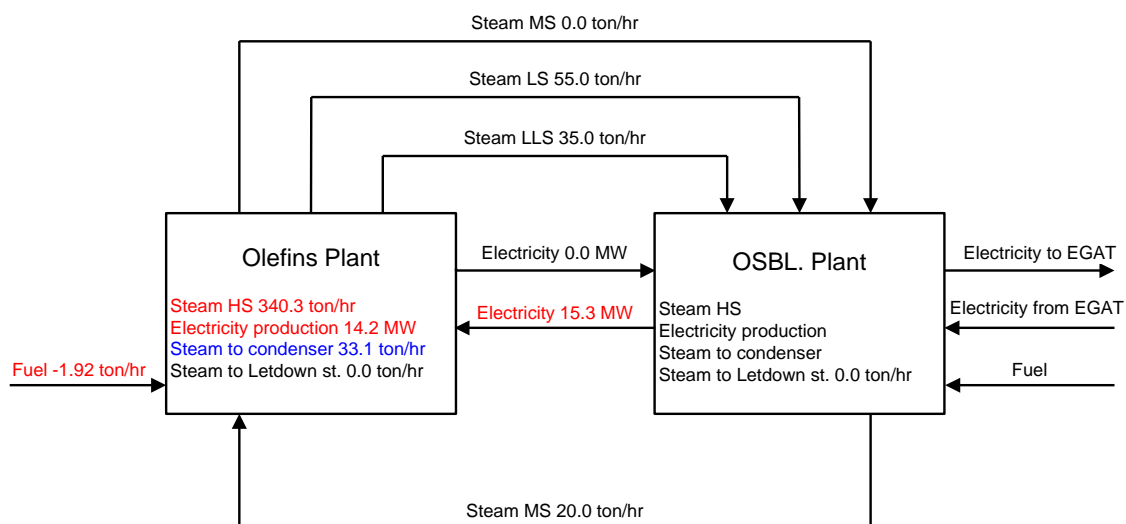 Steam MS 0.0 ton/hr
Steam LS 55.0 ton/hr
Steam LLS 35.0 ton/hr
Olefins Plant
Steam HS 340.3 ton/hr
Electricity production 14.2 MW
Steam to condenser 33.1 ton/hr
Steam to Letdown st. 0.0 ton/hr
Fuel -1.92 ton/hr
Electricity 0.0 MW
Electricity 15.3 MW
OSBL. Plant
Steam HS
Electricity production
Steam to condenser
Steam to Letdown st. 0.0 ton/hr
Electricity to EGAT
Electricity from EGAT
Fuel
Steam MS 20.0 ton/hr